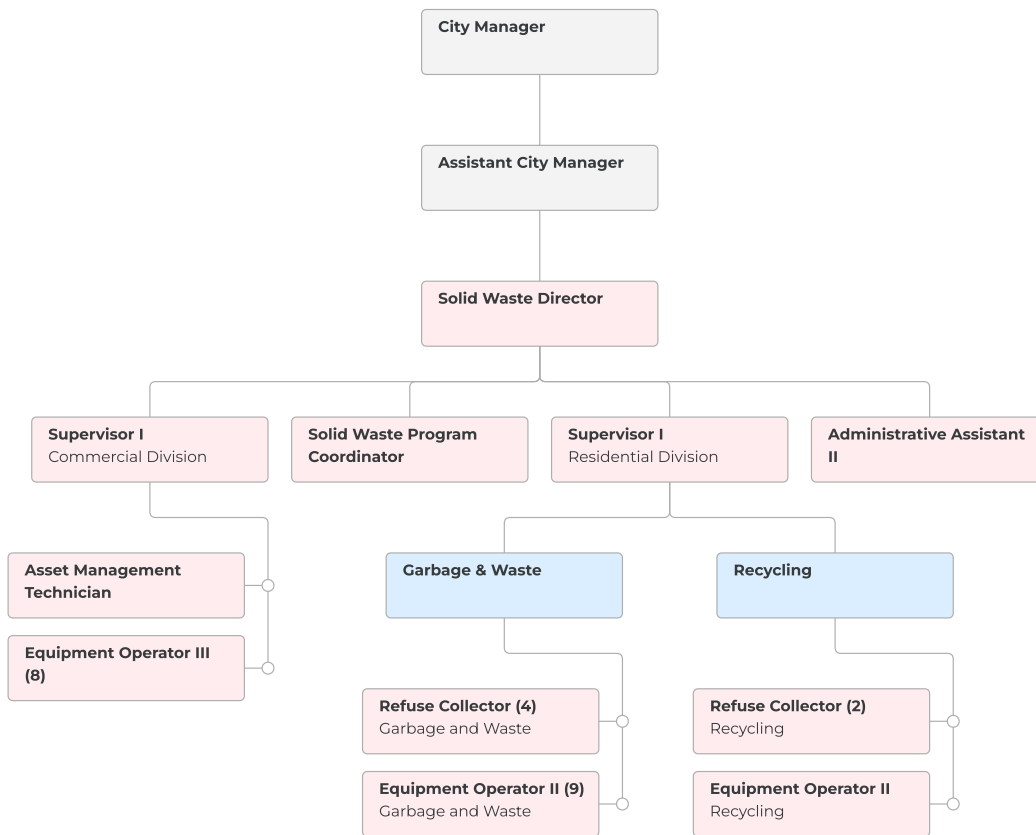 City Manager
Assistant City Manager
Solid Waste Director
Supervisor I
Commercial Division
Solid Waste Program
Coordinator
Supervisor I
Residential Division
Administrative Assistant
II
Asset Management
Technician
Equipment Operator III
(8)
Garbage & Waste
Recycling
Refuse Collector (4)
Garbage and Waste
Equipment Operator II (9)
Garbage and Waste
Refuse Collector (2)
Recycling
Equipment Operator II
Recycling